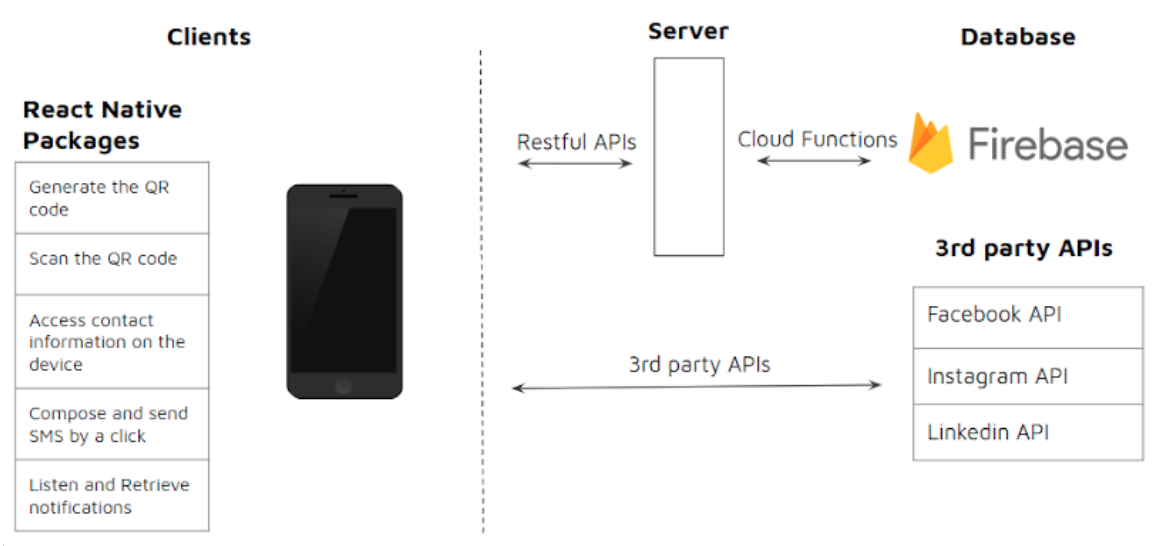 Clients
React Native
Packages
Generate the QR
code
Scan the QR code
Access contact
information on the
device
Compose and send
SMS by a click
Listen and Retrieve
notifications
Server
Restful APIs
Cloud Functions
Database
Firebase
3rd party APIs
3rd party APIs
Facebook API
Instagram API
Linkedin API